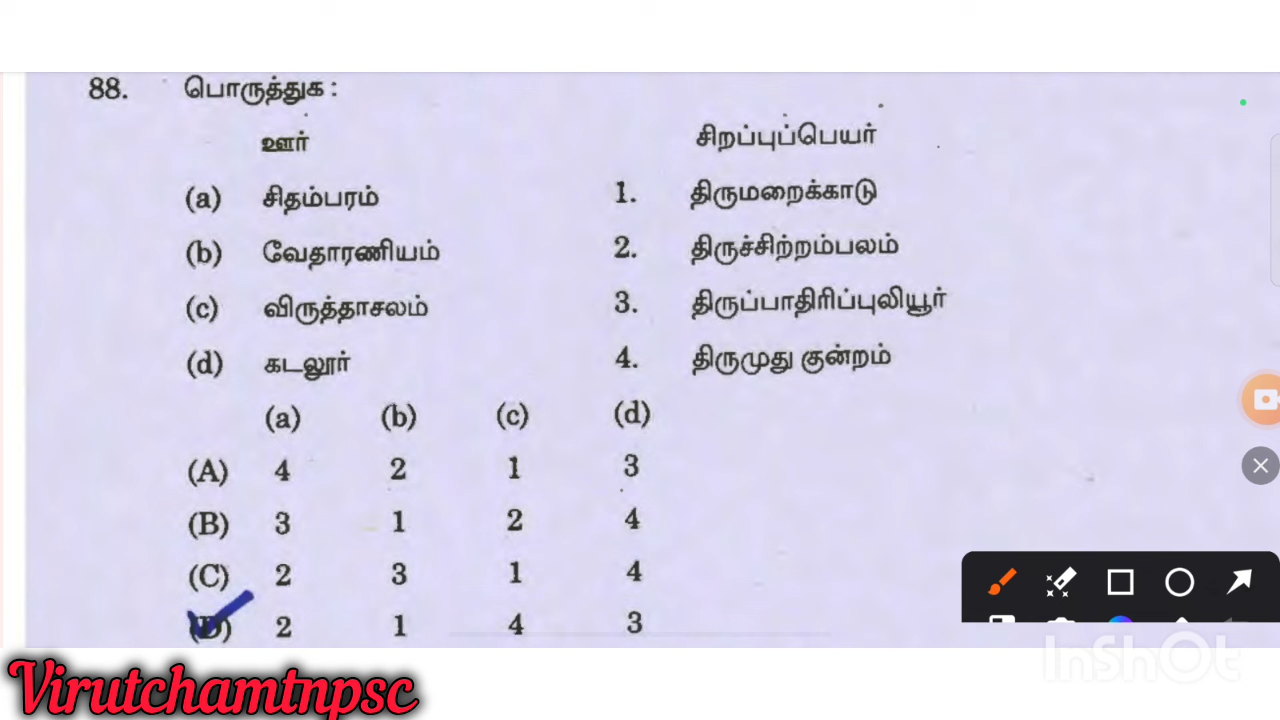 88. பொருத்துக :
ஊர் சிறப்புப்பெயர்
(a) சிதம்பரம் 1. திருமறைக்காடு
(b) வேதாரணியம் 2. திருச்சிற்றம்பலம்
(c) விருத்தாசலம் 3. திருப்பாதிரிப்புலியூர்
(d) கடலூர் 4. திருமுது குன்றம்
(a) (b) (c) (d)
(A) 4 2 1 3
(B) 3 1 2 4
(C) 2 3 1 4
(D) 2 1 4 3
InShOt
Virutchamtnpsc